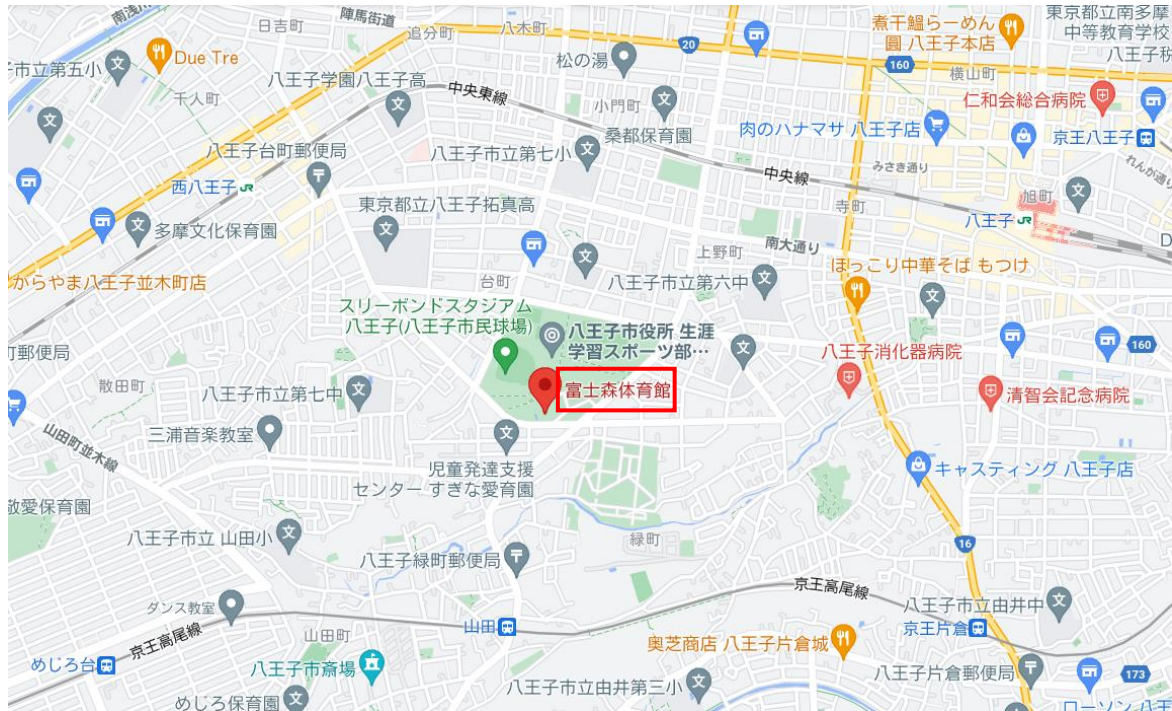 南浅川
日吉町
陣馬街道
追分町
八木町
20
松の湯
煮干鰮らーめん
圓 八王子本店
東京都立南多摩
中等教育学校
八王子税
Due Tre
子市立第五小
千人町
八王子学園八王子高
中央東線
小門町
桑都保育園
160
横山町
仁和会総合病院
肉のハナマサ 八王子店
京王八王子
八王子台町郵便局
八王子市立第七小
みさき通り
れんが通り
西八王子
JR
中央線
寺町
旭町
八王子
JR
東京都立八王子拓真高
多摩文化保育園
上野町
南大通り
D
からやま八王子並木町店
台町
八王子市立第六中
ほっこり中華そば もつけ
スリーボンドスタジアム
八王子(八王子市民球場)
八王子市役所 生涯
学習スポーツ部…
160
八王子消化器病院
丁郵便局
散田町
八王子市立第七中
富士森体育館
清智会記念病院
三浦音楽教室
山田町並木線
児童発達支援
センター すぎな愛育園
キャスティング 八王子店
敬愛保育園
八王子市立 山田小
八王子緑町郵便局
緑町
16
ダンス教室
京王高尾線
八王子市立由井中
京王高尾線
山田町
山田
京王片倉
めじろ台
八王子市斎場
奥芝商店 八王子片倉城
八王子片倉郵便局
173
めじろ保育園
八王子市立由井第三小
ローソン 八王